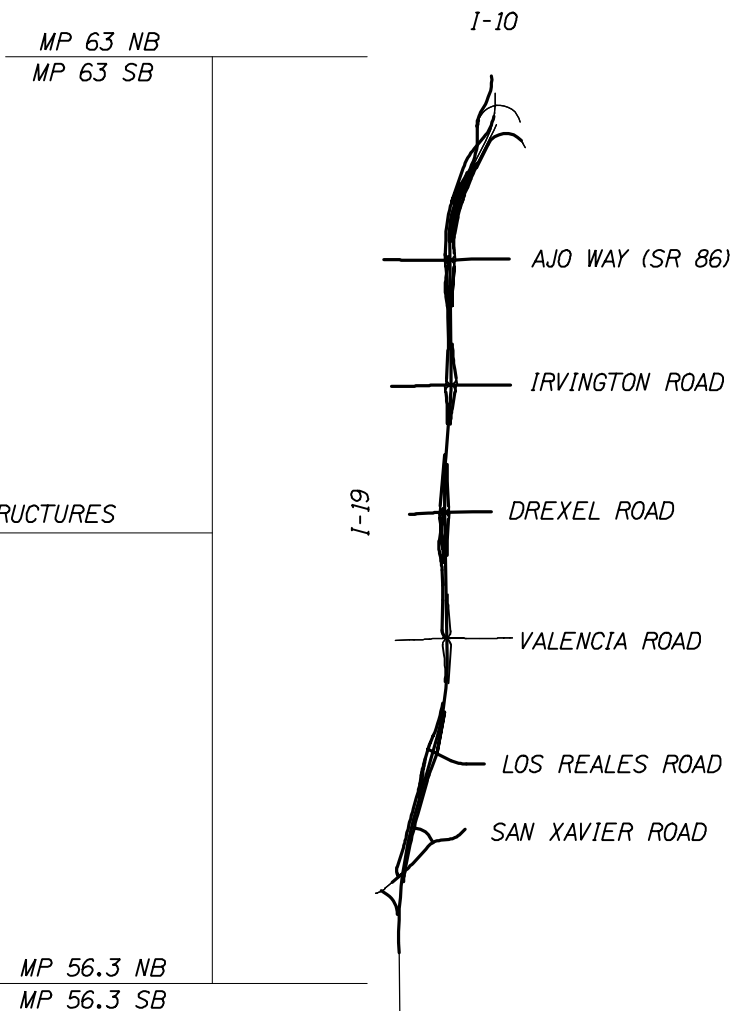 I-10
MP 63 NB
MP 63 SB
AJO WAY (SR 86)
IRVINGTON ROAD
I-19
RUCTURES
DREXEL ROAD
VALENCIA ROAD
LOS REALES ROAD
SAN XAVIER ROAD
MP 56.3 NB
MP 56.3 SB